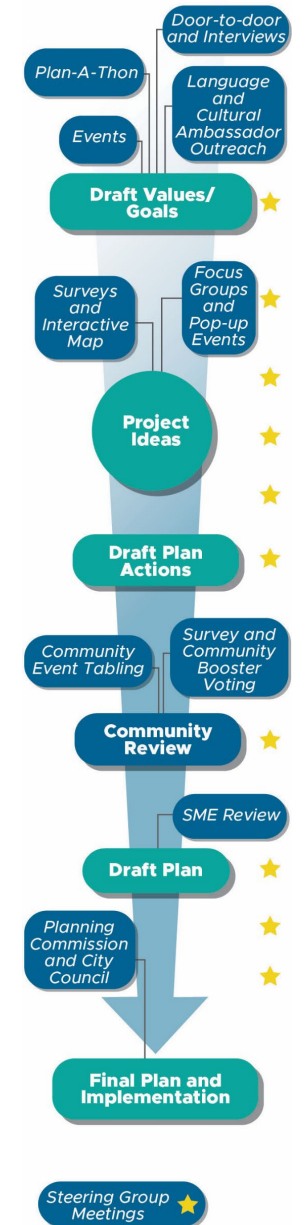 Door-to-door
and Interviews
Plan-A-Thon
Language
and
Cultural
Ambassador
Outreach
Events
Draft Values/
Goals
Surveys
and
Interactive
Map
Focus
Groups
and
Pop-up
Events
Project
Ideas
Draft Plan
Actions
Community
Event Tabling
Survey and
Community
Booster
Voting
Community
Review
SME Review
Draft Plan
Planning
Commission
and City
Council
Final Plan and
Implementation
Steering Group
Meetings